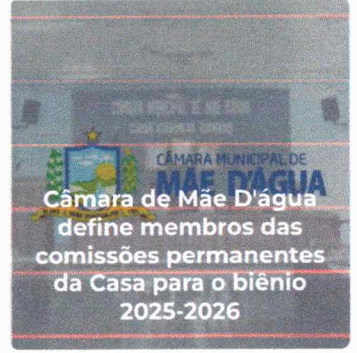 CÂMARA MUNICIPAL DE
MÃE D'ÁGUA
Câmara de Mãe D'água
define membros das
comissões permanentes
da Casa para o biênio
2025-2026